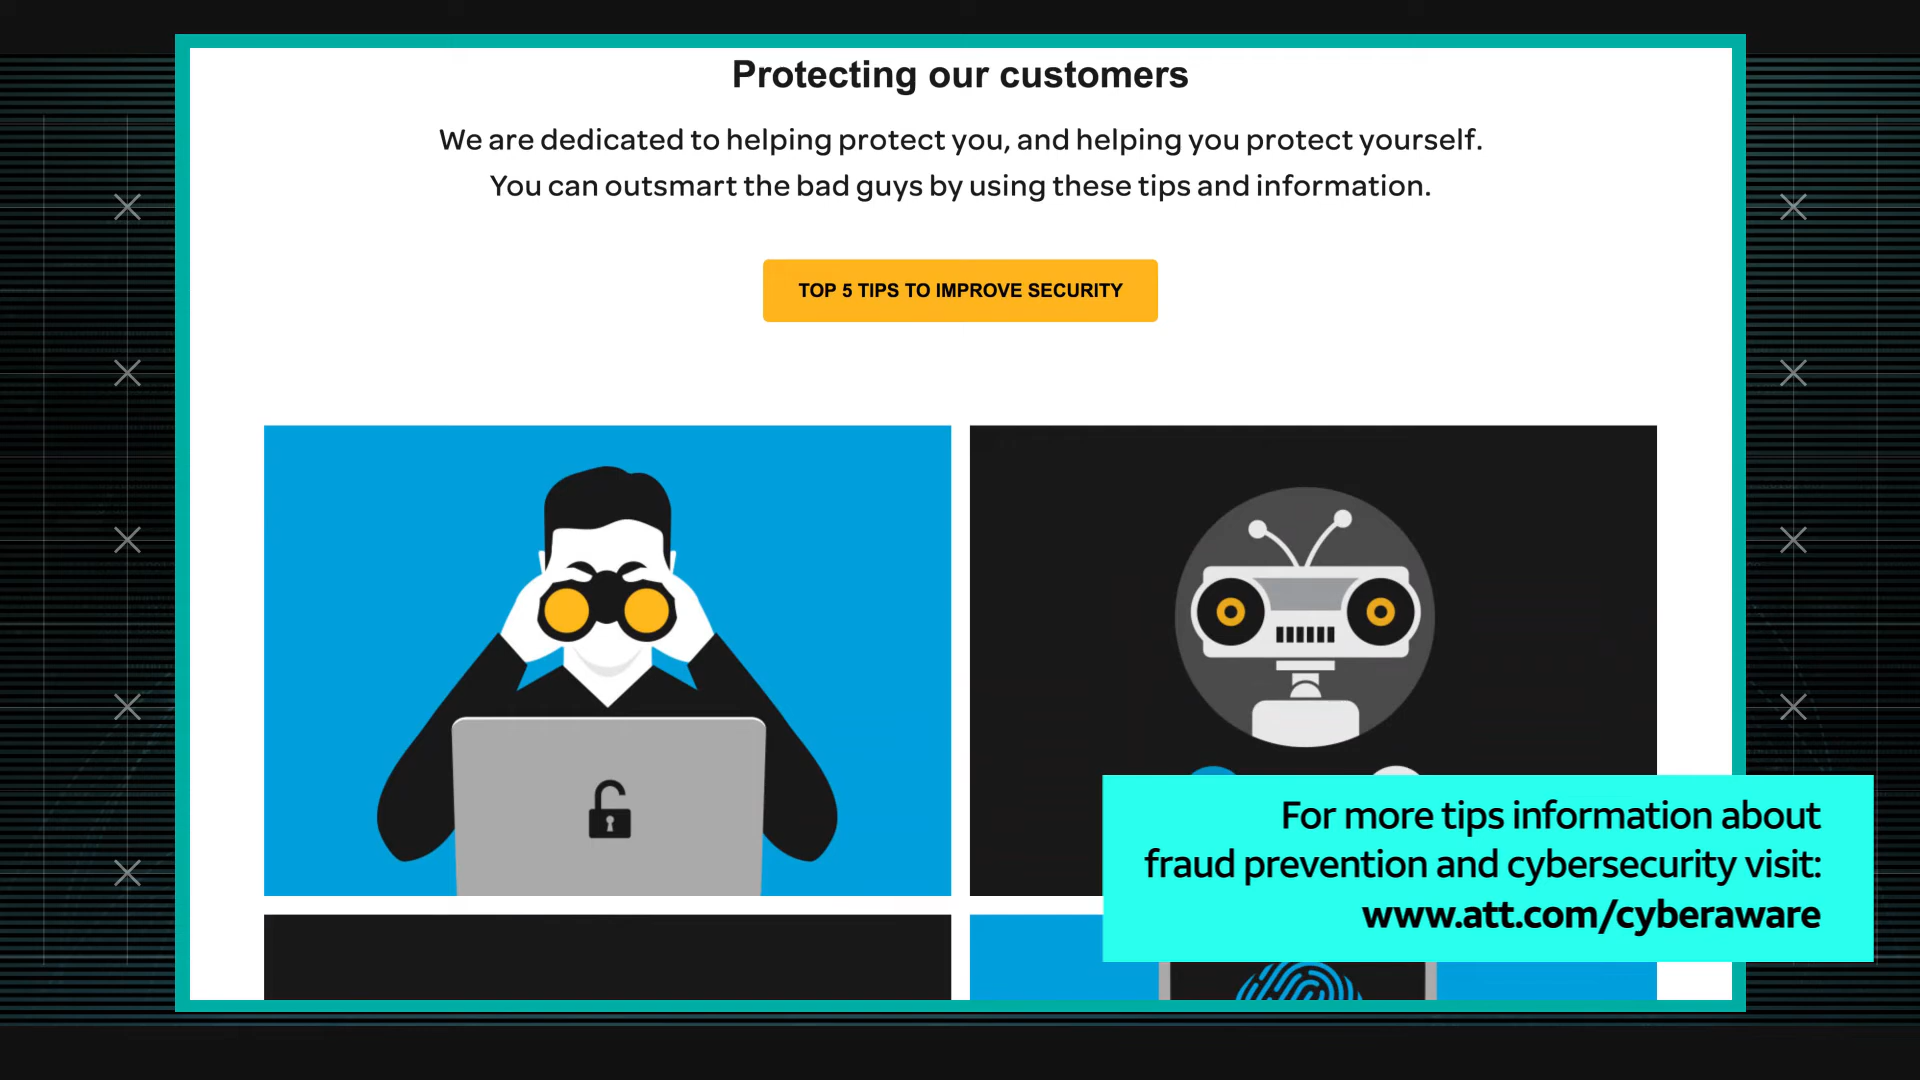 Protecting our customers
We are dedicated to helping protect you, and helping you protect yourself.
You can outsmart the bad guys by using these tips and information.
TOP 5 TIPS TO IMPROVE SECURITY
For more tips information about
fraud prevention and cybersecurity visit:
www.att.com/cyberaware